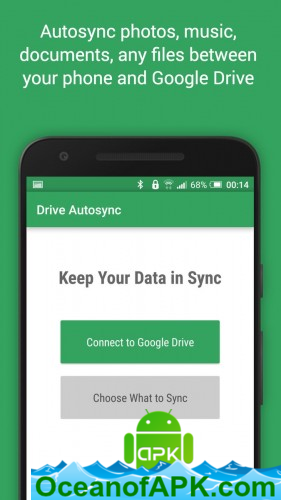 Autosync photos, music,
documents, any files between
your phone and Google Drive
68% 00:14
Drive Autosync
Keep Your Data in Sync
Connect to Google Drive
Choose What to Sync
APK
OceanofAPK.com